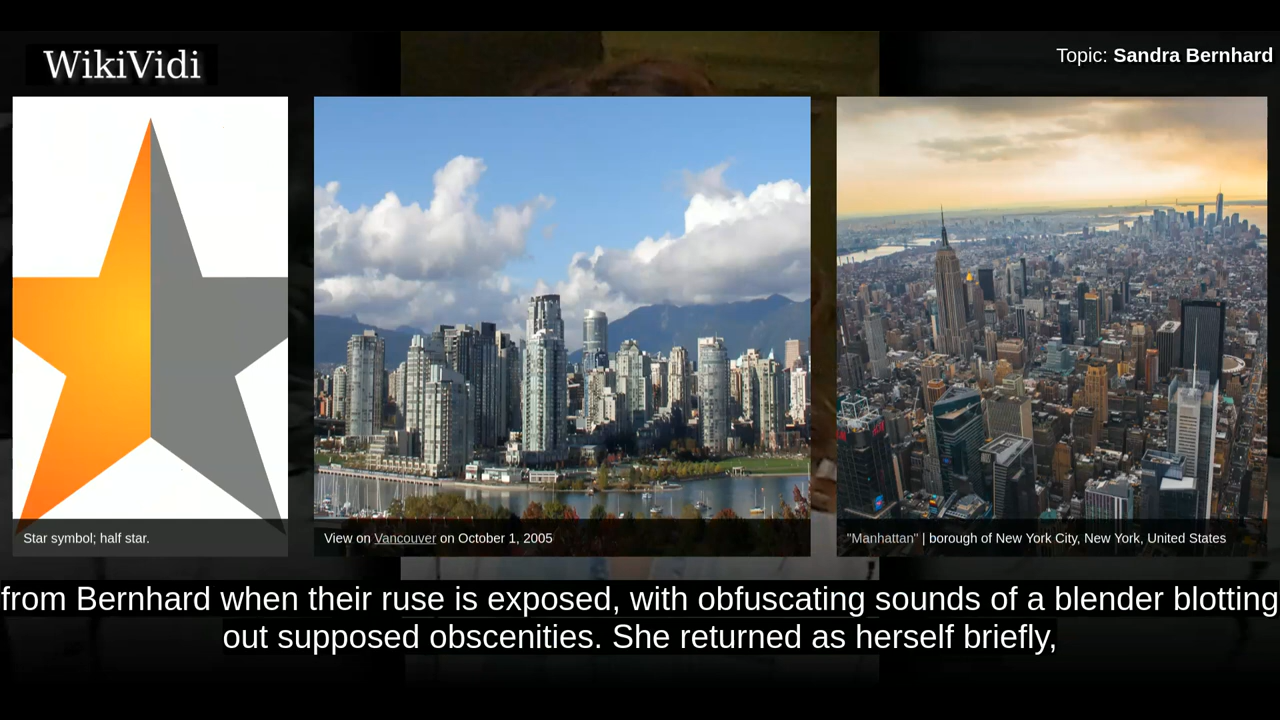 WikiVidi
Topic: Sandra Bernhard
Star symbol; half star.
View on Vancouver on October 1, 2005
"Manhattan" | borough of New York City, New York, United States
from Bernhard when their ruse is exposed, with obfuscating sounds of a blender blotting
out supposed obscenities. She returned as herself briefly,